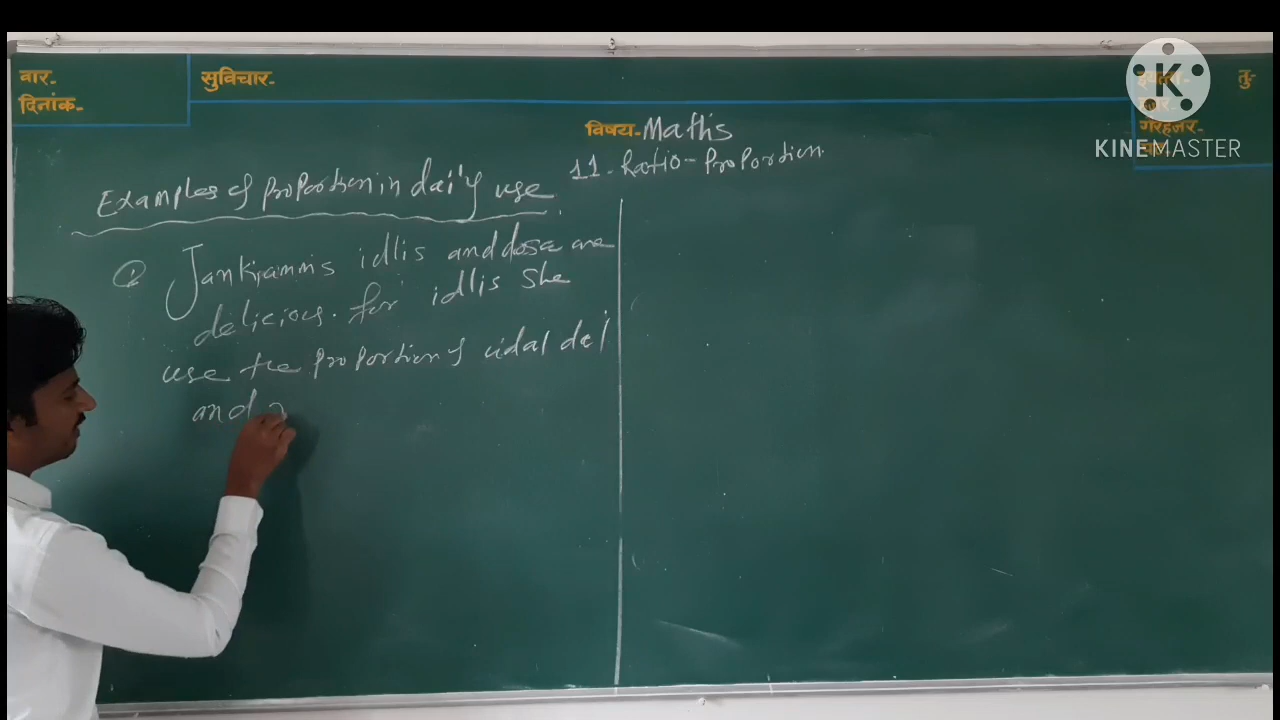 वार-
दिनांक-
सुविचार-
विषय- Maths
11. Ratio - Proportion
KINEMASTER
तु-
Examples of proportion in daily use
Q Jankiamma's idlis and dosa are
delicious. for idlis she
use the proportion of udal dal
and